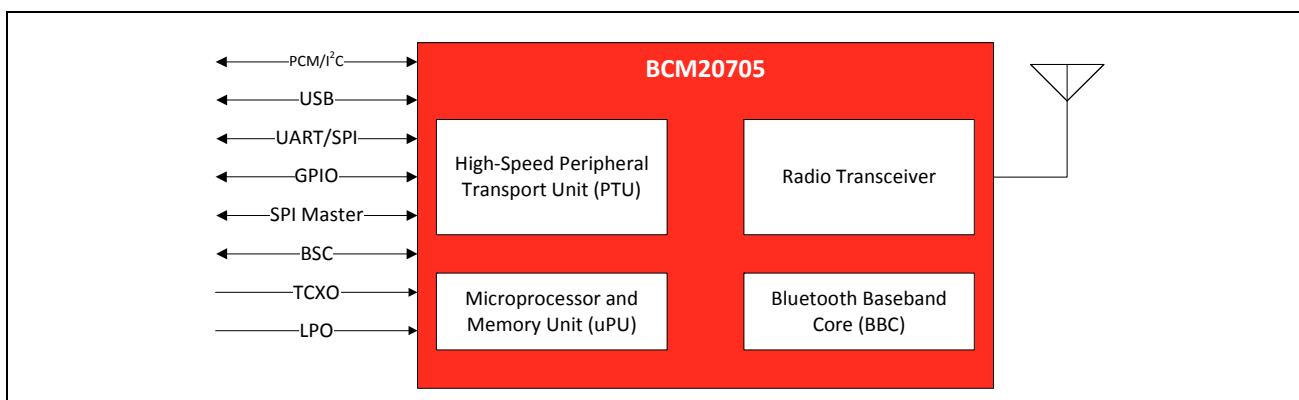 BCM20705
PCM/I²C
USB
UART/SPI
GPIO
SPI Master
BSC
TCXO
LPO
High-Speed Peripheral
Transport Unit (PTU)
Radio Transceiver
Microprocessor and
Memory Unit (uPU)
Bluetooth Baseband
Core (BBC)